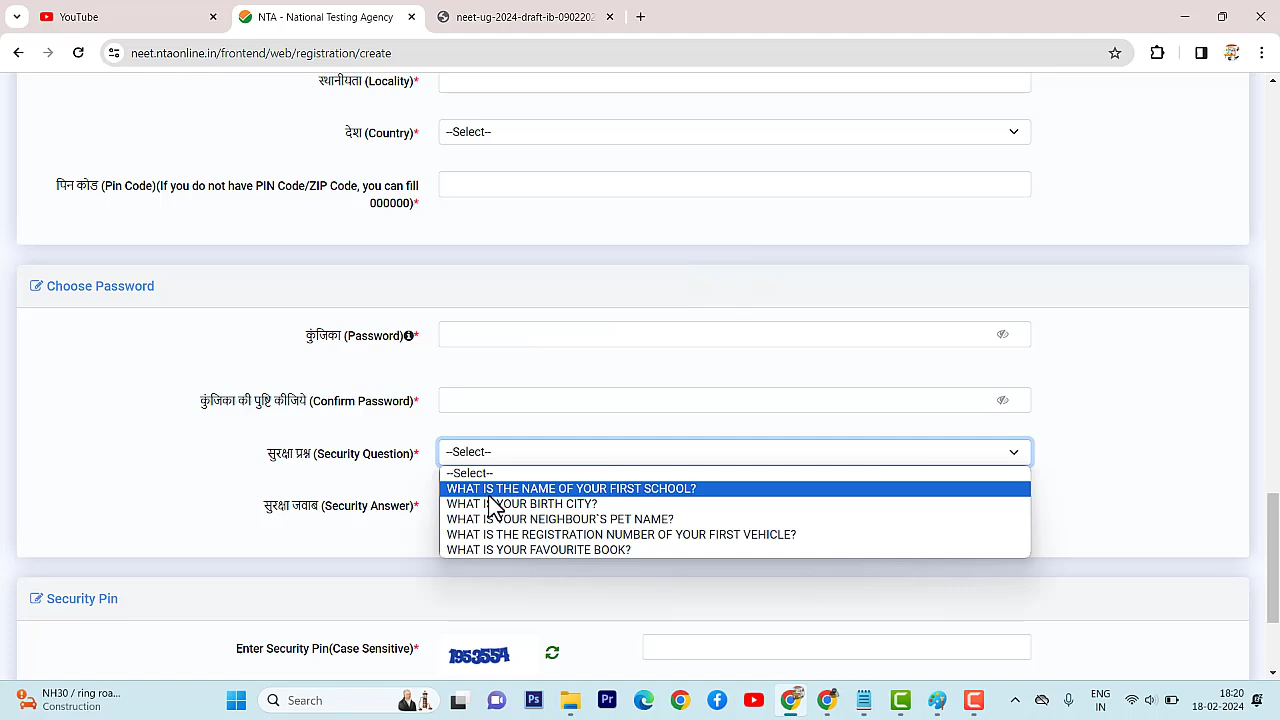 YouTube
NTA - National Testing Agency
neet-ug-2024-draft-ib-0902202
neet.ntaonline.in/frontend/web/registration/create
स्थानीयता (Locality)*
देश (Country)*
--Select--
पिन कोड (Pin Code)(If you do not have PIN Code/ZIP Code, you can fill
000000)*
Choose Password
कुंजिका (Password)*
कुंजिका की पुष्टि कीजिये (Confirm Password)*
सुरक्षा प्रश्न (Security Question)*
--Select--
--Select--
WHAT IS THE NAME OF YOUR FIRST SCHOOL?
WHAT IS YOUR BIRTH CITY?
सुरक्षा जवाब (Security Answer)*
WHAT IS YOUR NEIGHBOUR`S PET NAME?
WHAT IS THE REGISTRATION NUMBER OF YOUR FIRST VEHICLE?
WHAT IS YOUR FAVOURITE BOOK?
Security Pin
Enter Security Pin(Case Sensitive)*
1953554
NH30 / ring roa...
Construction
Search
ENG
IN
18:20
18-02-2024